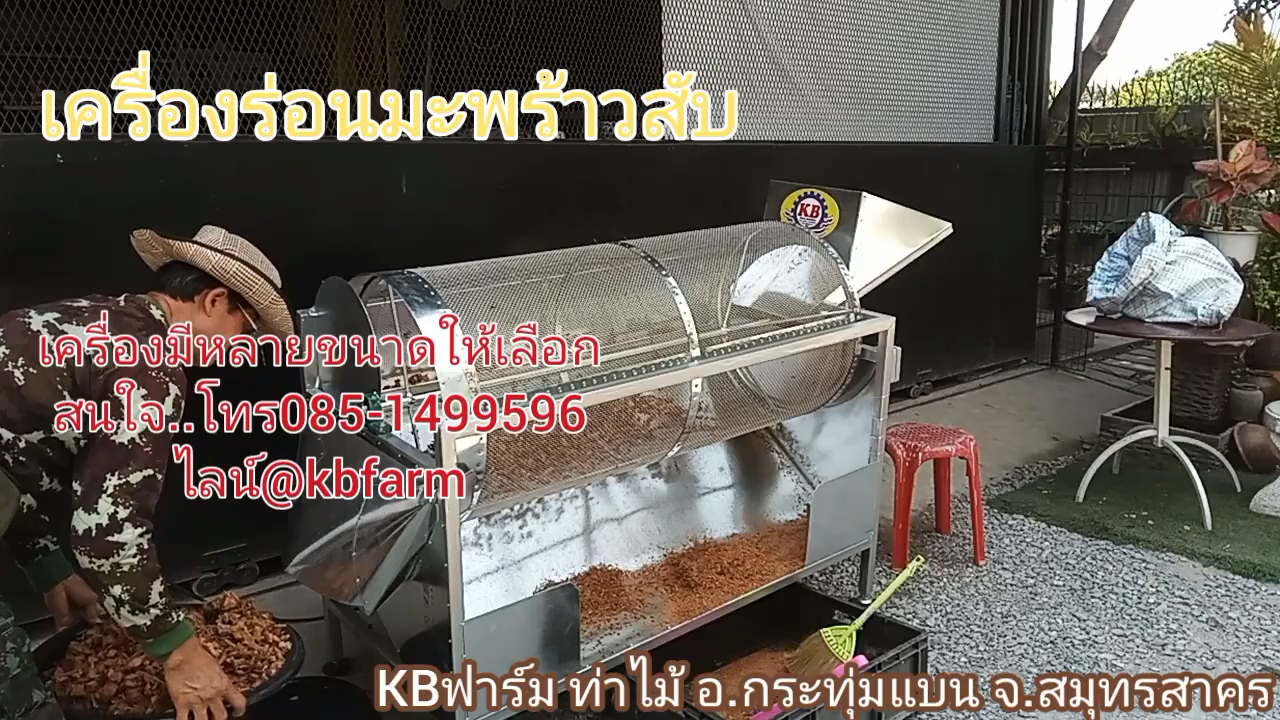 เครื่องร่อนมะพร้าวสับ
KB
เครื่องมีหลายขนาดให้เลือก
สนใจ..โทร085-1499596
ไลน์@kbfarm
KBฟาร์ม ท่าไม้ อ.กระทุ่มแบน จ.สมุทรสาคร